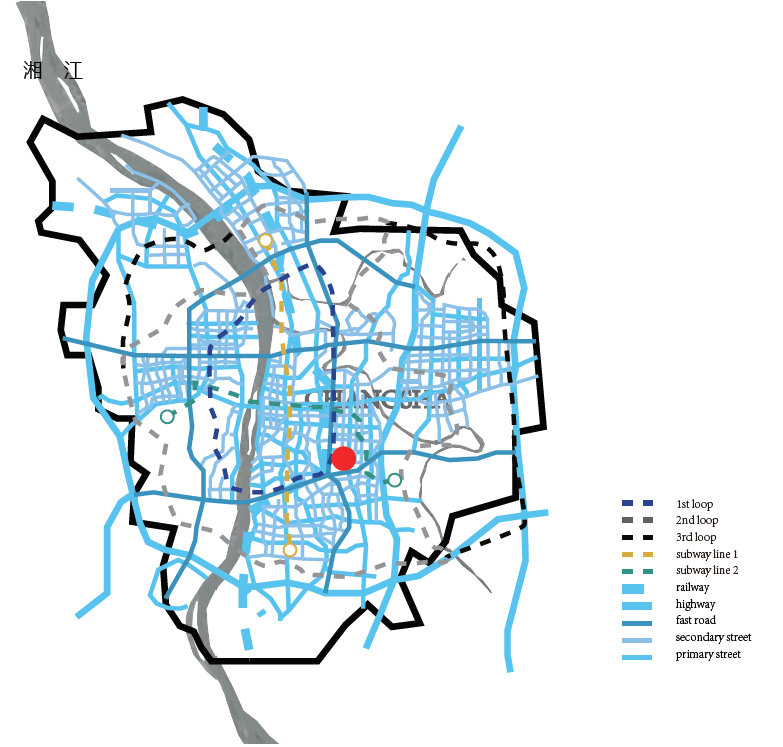 湘 江
CHANGSHA
1st loop
2nd loop
3rd loop
subway line 1
subway line 2
railway
highway
fast road
secondary street
primary street